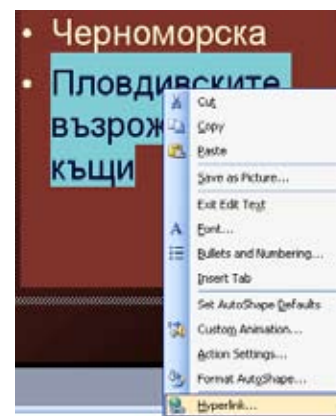 • Черноморска
• Пловдивските
възрож
къщи
Cut
Copy
Paste
Save as Picture...
Exit Edit Text
Font...
Bullets and Numbering...
Insert Tab
Set AutoShape Defaults
Custom Animation...
Action Settings...
Format AutoShape...
Hyperlink...